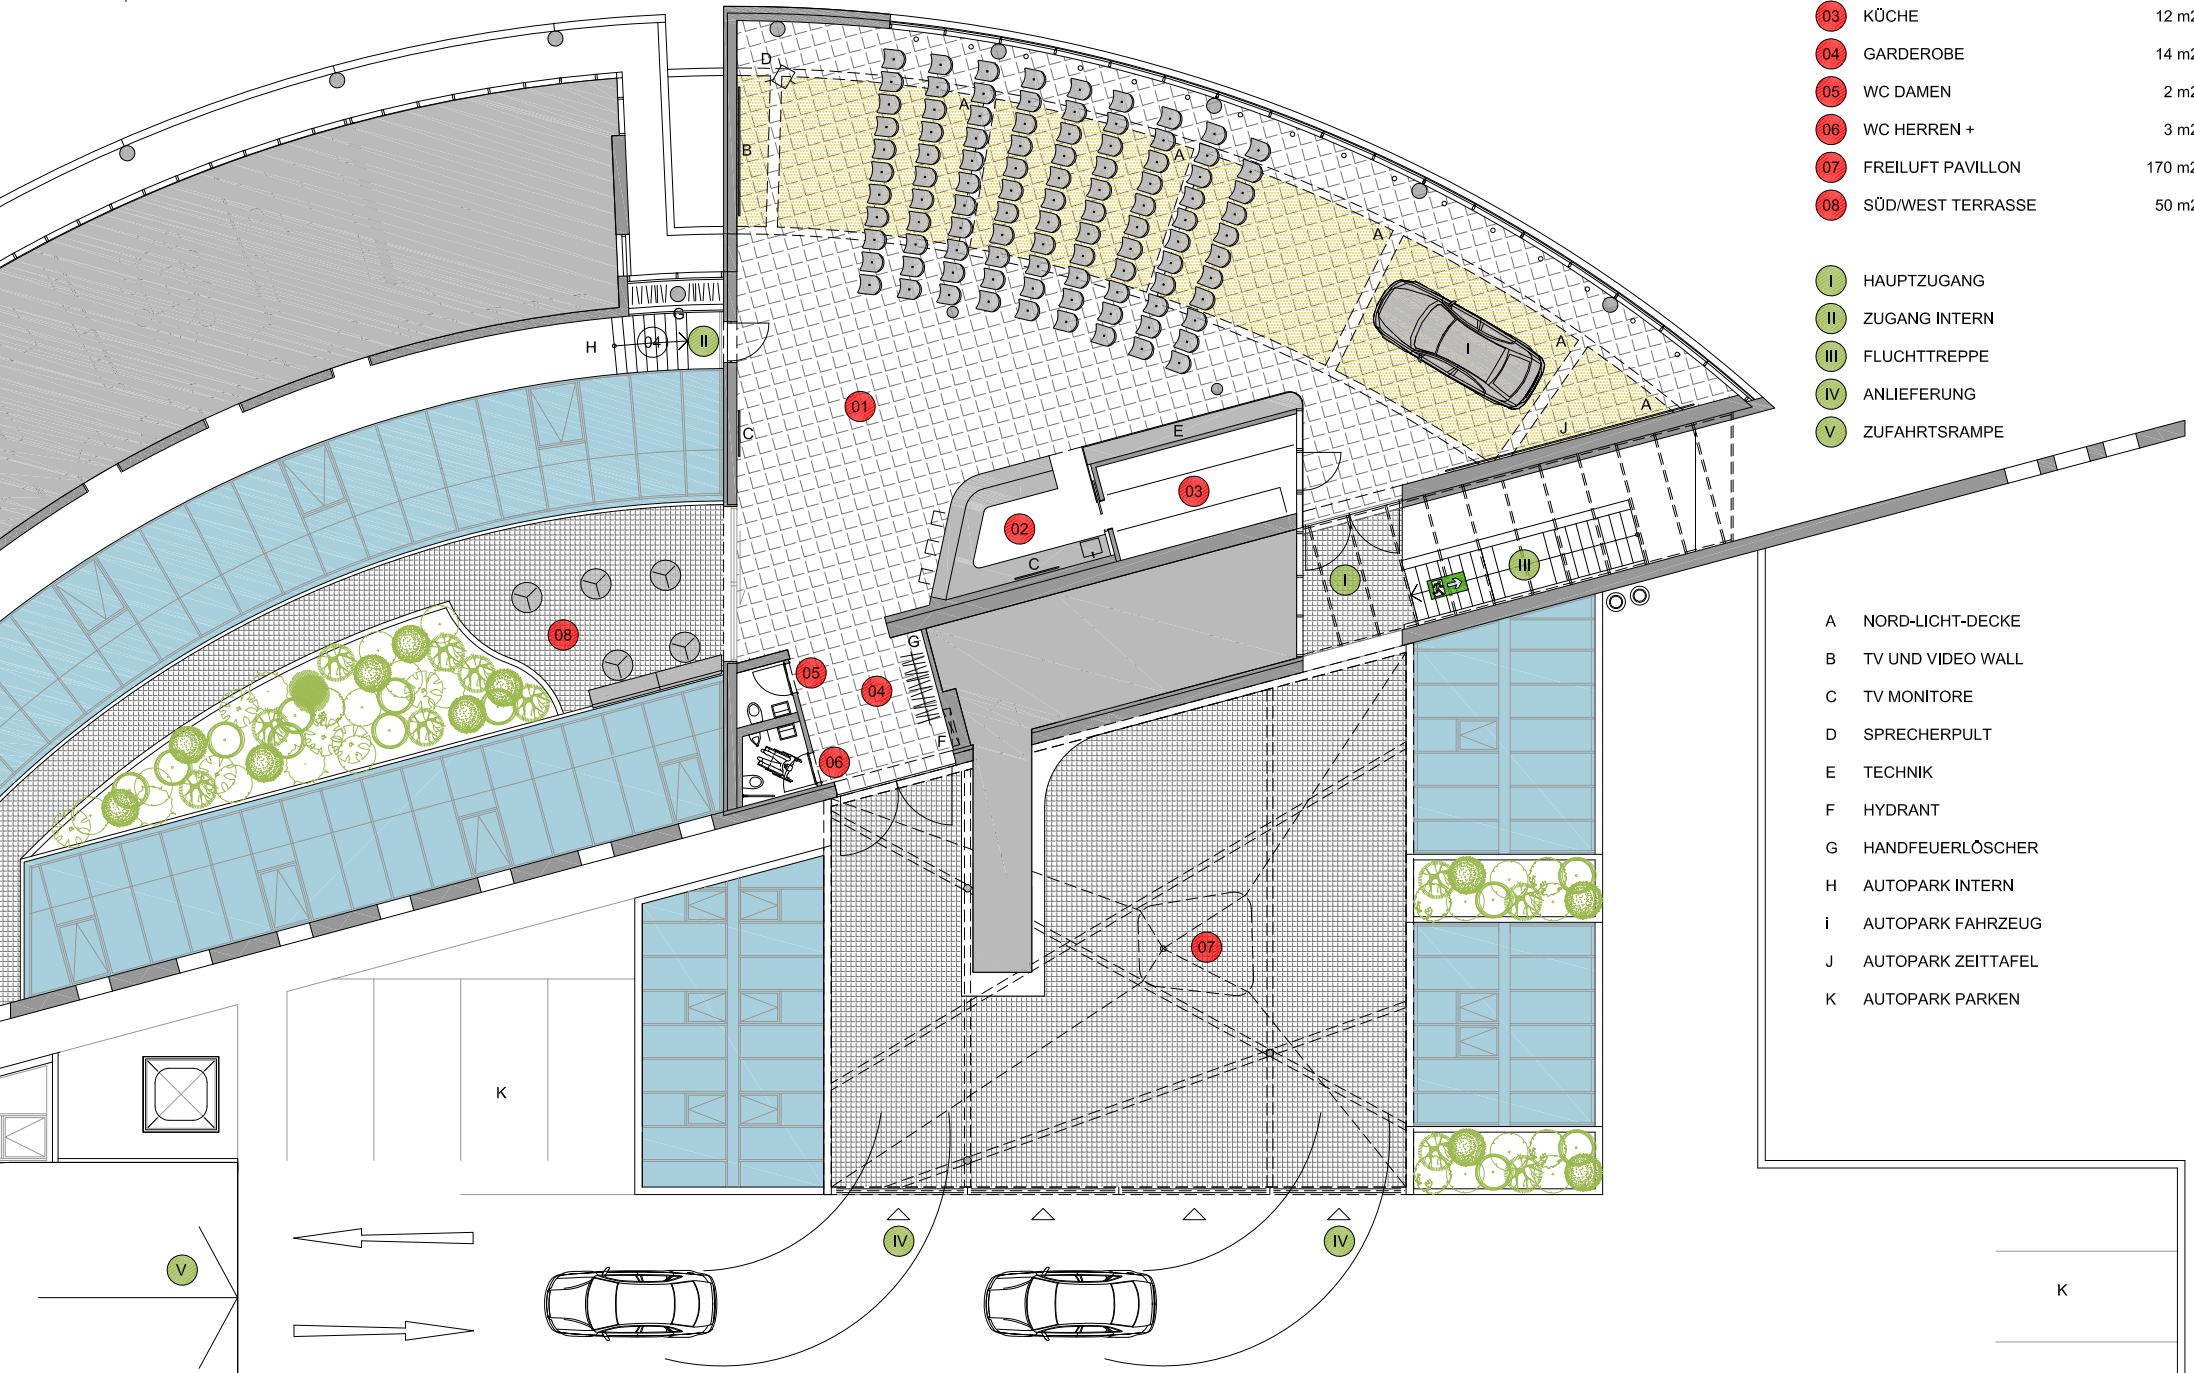 03 KÜCHE 12 m2
04 GARDEROBE 14 m2
05 WC DAMEN 2 m2
06 WC HERREN + 3 m2
07 FREILUFT PAVILLON 170 m2
08 SÜD/WEST TERRASSE 50 m2
I HAUPTZUGANG
II ZUGANG INTERN
III FLUCHTTREPPE
IV ANLIEFERUNG
V ZUFAHRTSRAMPE
A NORD-LICHT-DECKE
B TV UND VIDEO WALL
C TV MONITORE
D SPRECHERPULT
E TECHNIK
F HYDRANT
G HANDFEUERLÖSCHER
H AUTOPARK INTERN
i AUTOPARK FAHRZEUG
J AUTOPARK ZEITTAFEL
K AUTOPARK PARKEN
D
A
B
A
A
G
H
04
II
A
I
A
01
C
E
J
03
02
C
I
III
08
G
05
04
F
06
07
K
IV
IV
V
K